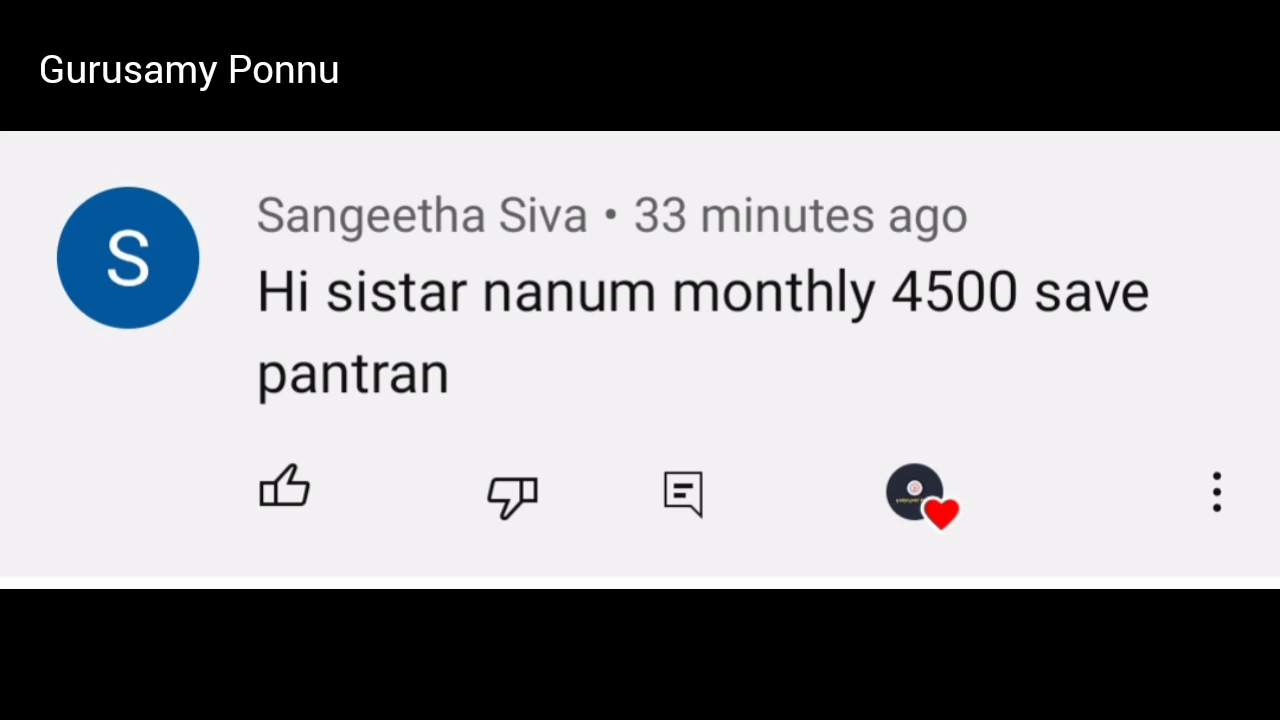 Gurusamy Ponnu
S
Sangeetha Siva • 33 minutes ago
Hi sistar nanum monthly 4500 save
pantran